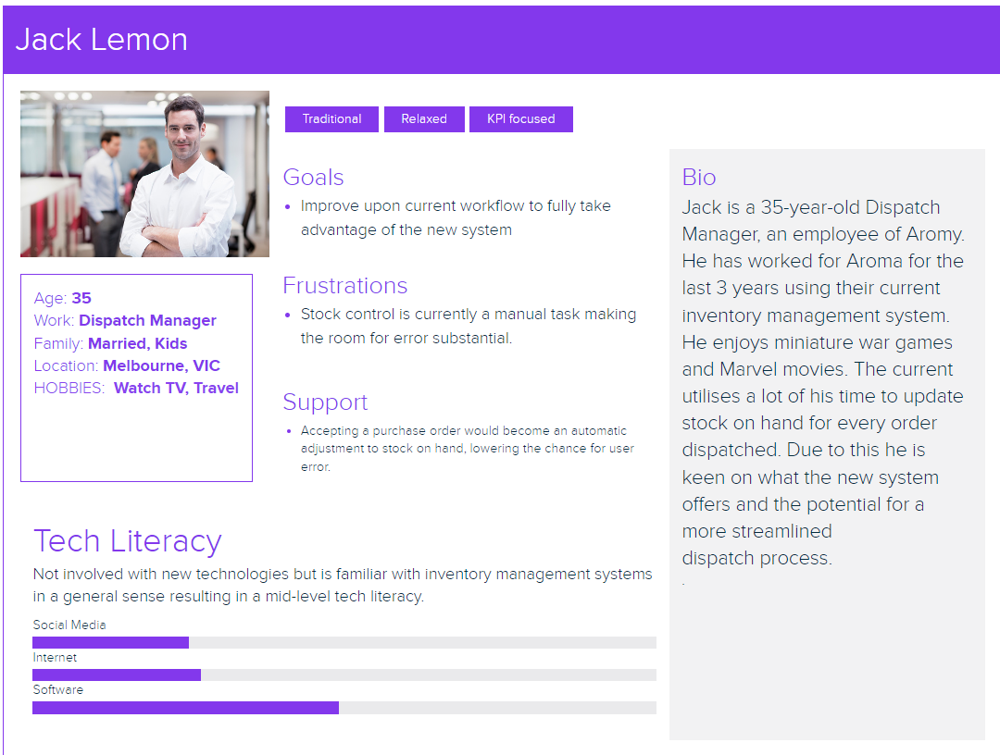 Jack Lemon
Traditional
Relaxed
KPI focused
Goals
• Improve upon current workflow to fully take
advantage of the new system
Frustrations
• Stock control is currently a manual task making
the room for error substantial.
Support
• Accepting a purchase order would become an automatic
adjustment to stock on hand, lowering the chance for user
error.
Age: 35
Work: Dispatch Manager
Family: Married, Kids
Location: Melbourne, VIC
HOBBIES: Watch TV, Travel
Tech Literacy
Not involved with new technologies but is familiar with inventory management systems
in a general sense resulting in a mid-level tech literacy.
Social Media
Internet
Software
Bio
Jack is a 35-year-old Dispatch
Manager, an employee of Aromy.
He has worked for Aroma for the
last 3 years using their current
inventory management system.
He enjoys miniature war games
and Marvel movies. The current
utilises a lot of his time to update
stock on hand for every order
dispatched. Due to this he is
keen on what the new system
offers and the potential for a
more streamlined
dispatch process.
.